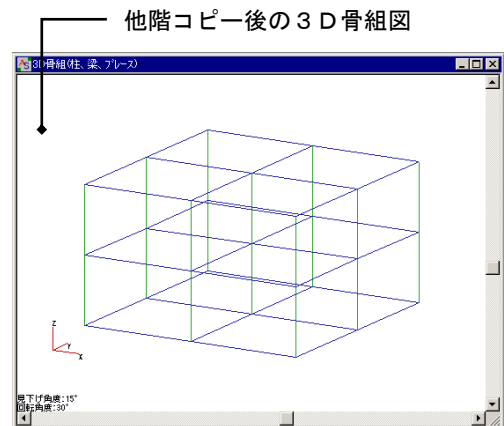 他階コピー後の３Ｄ骨組図
3D骨組(柱、梁、ブレース)
Z
Y
X
見下げ角度:15°
回転角度:30°